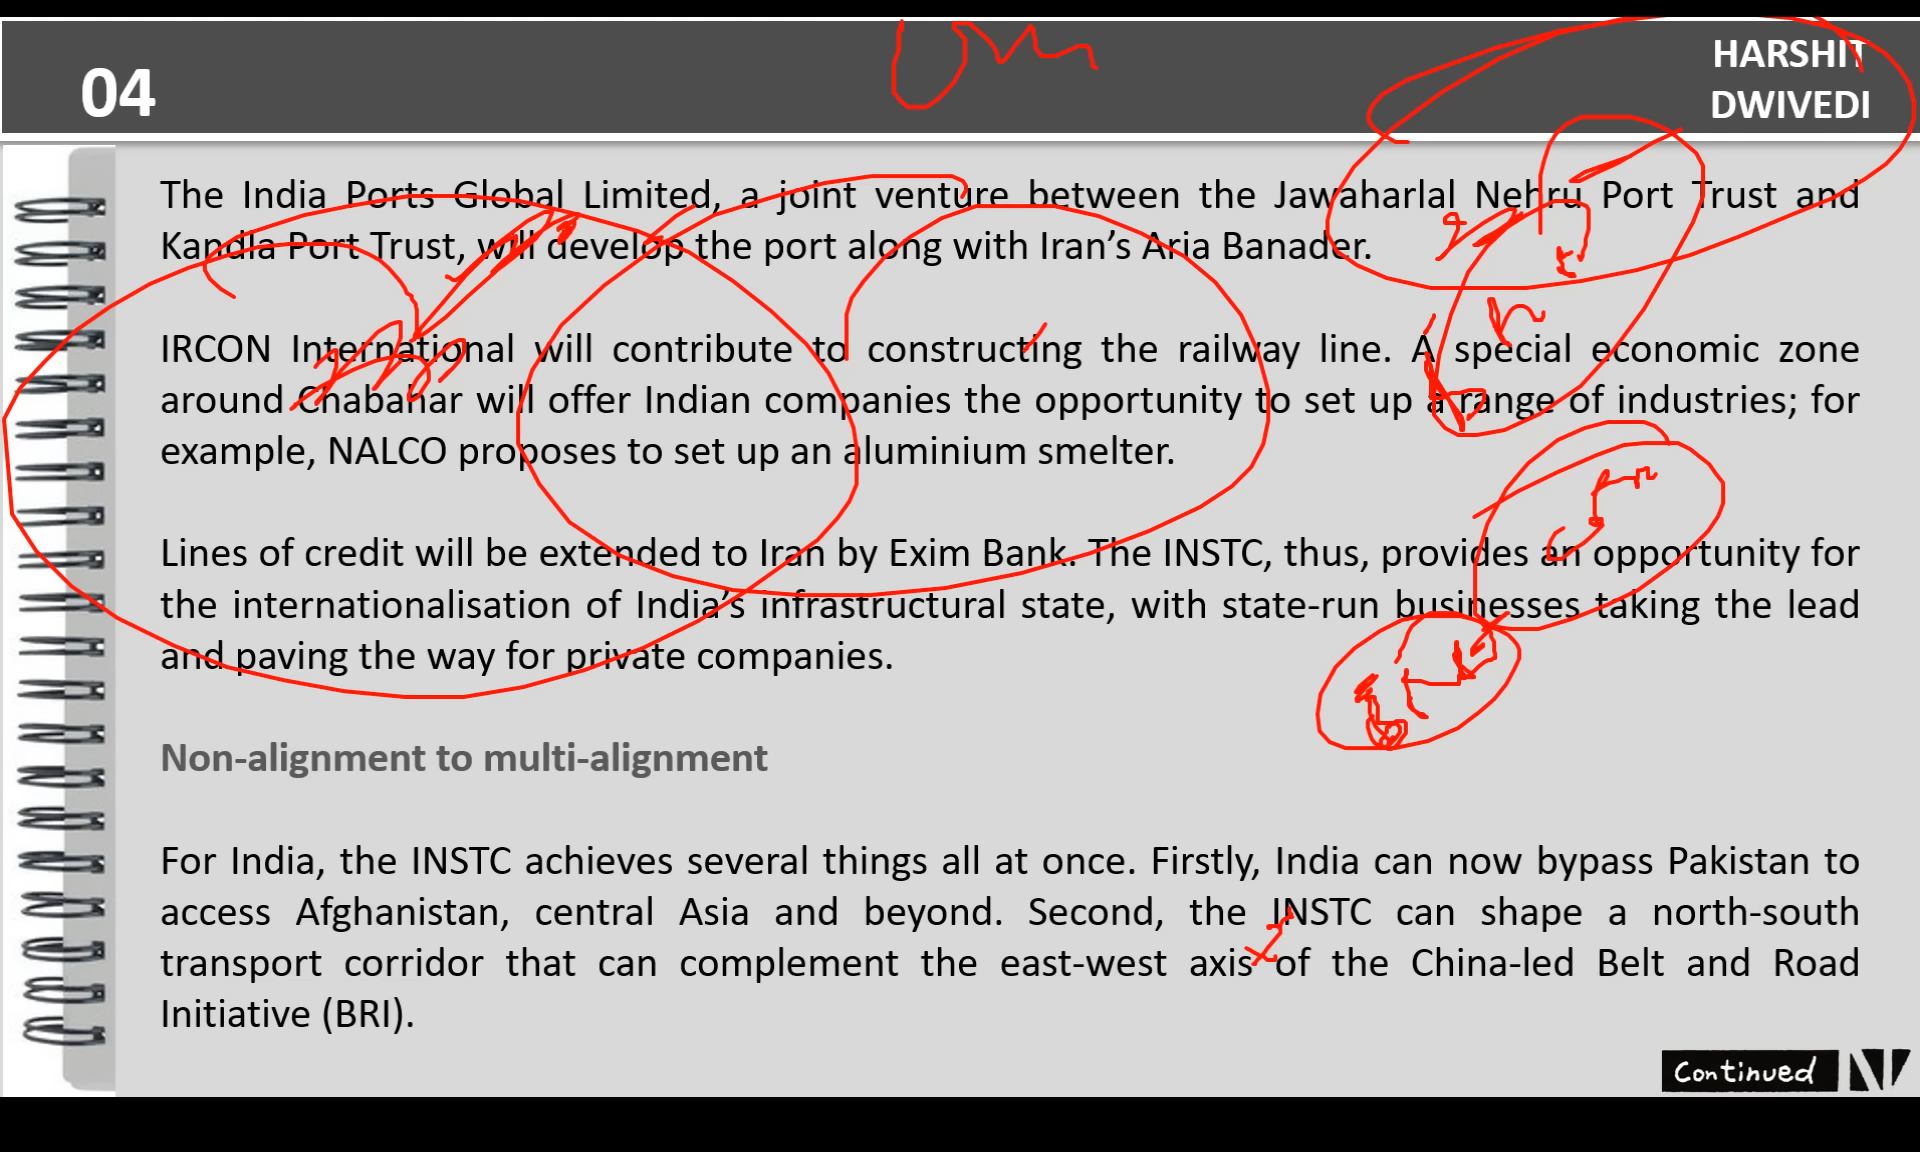 04
HARSHIT
DWIVEDI
The India Ports Global Limited, a joint venture between the Jawaharlal Nehru Port Trust and
Kandla Port Trust, will develop the port along with Iran’s Aria Banader.
IRCON International will contribute to constructing the railway line. A special economic zone
around Chabahar will offer Indian companies the opportunity to set up a range of industries; for
example, NALCO proposes to set up an aluminium smelter.
Lines of credit will be extended to Iran by Exim Bank. The INSTC, thus, provides an opportunity for
the internationalisation of India’s infrastructural state, with state-run businesses taking the lead
and paving the way for private companies.
Non-alignment to multi-alignment
For India, the INSTC achieves several things all at once. Firstly, India can now bypass Pakistan to
access Afghanistan, central Asia and beyond. Second, the INSTC can shape a north-south
transport corridor that can complement the east-west axis of the China-led Belt and Road
Initiative (BRI).
Continued